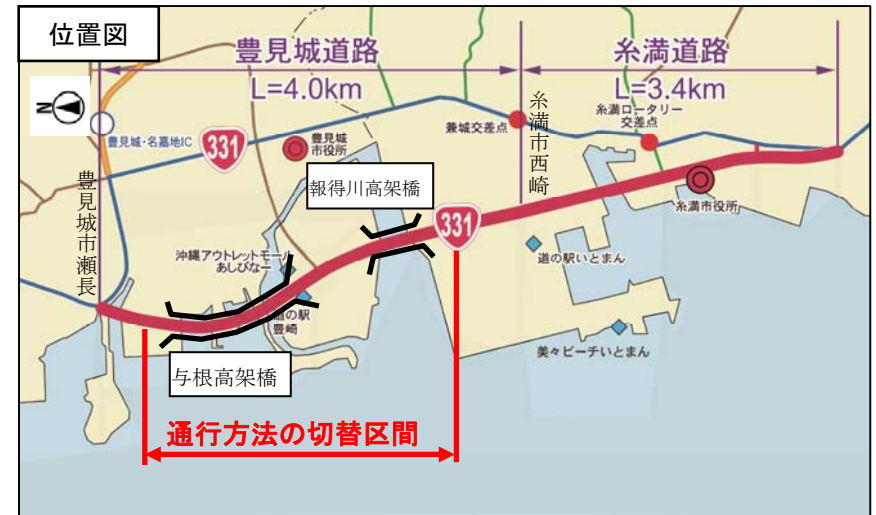 位置図
豊見城道路
糸満道路
L=4.0km
L=3.4km
N
糸満ロータリー
交差点
豊見城・名嘉地IC
331
豊見城
市役所
兼城交差点
糸満市西崎
豊見城市瀬長
報得川高架橋
331
糸満市役所
沖縄アウトレットモール
あしびなー
道の駅いとまん
道の駅
豊崎
美々ビーチいとまん
与根高架橋
通行方法の切替区間